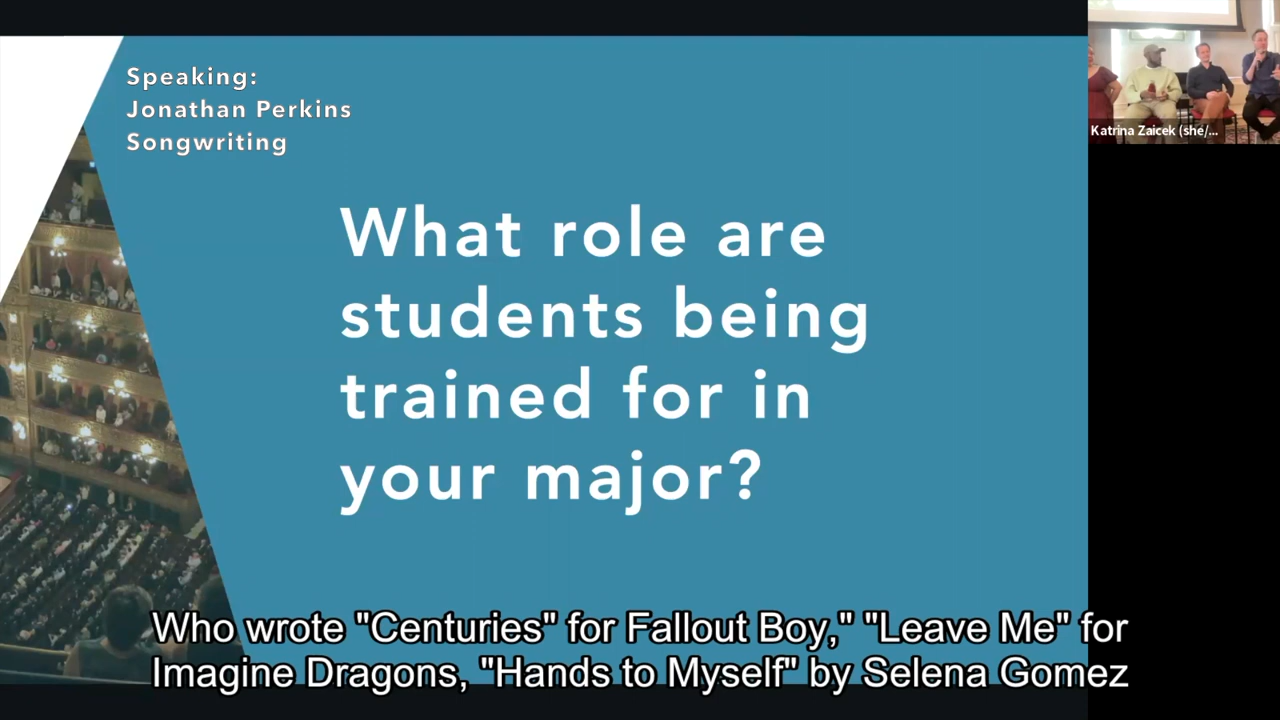 Speaking:
Jonathan Perkins
Songwriting
Katrina Zaicek (she/...
What role are
students being
trained for in
your major?
Who wrote "Centuries" for Fallout Boy," "Leave Me" for
Imagine Dragons, "Hands to Myself" by Selena Gomez